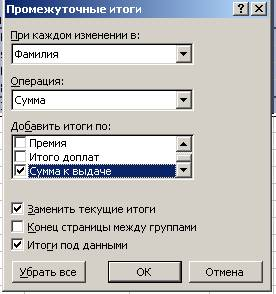 Промежуточные итоги
При каждом изменении в:
Фамилия
Операция:
Сумма
Добавить итоги по:
Премия
Итого доплат
Сумма к выдаче
Заменить текущие итоги
Конец страницы между группами
Итоги под данными
Убрать все ОК Отмена